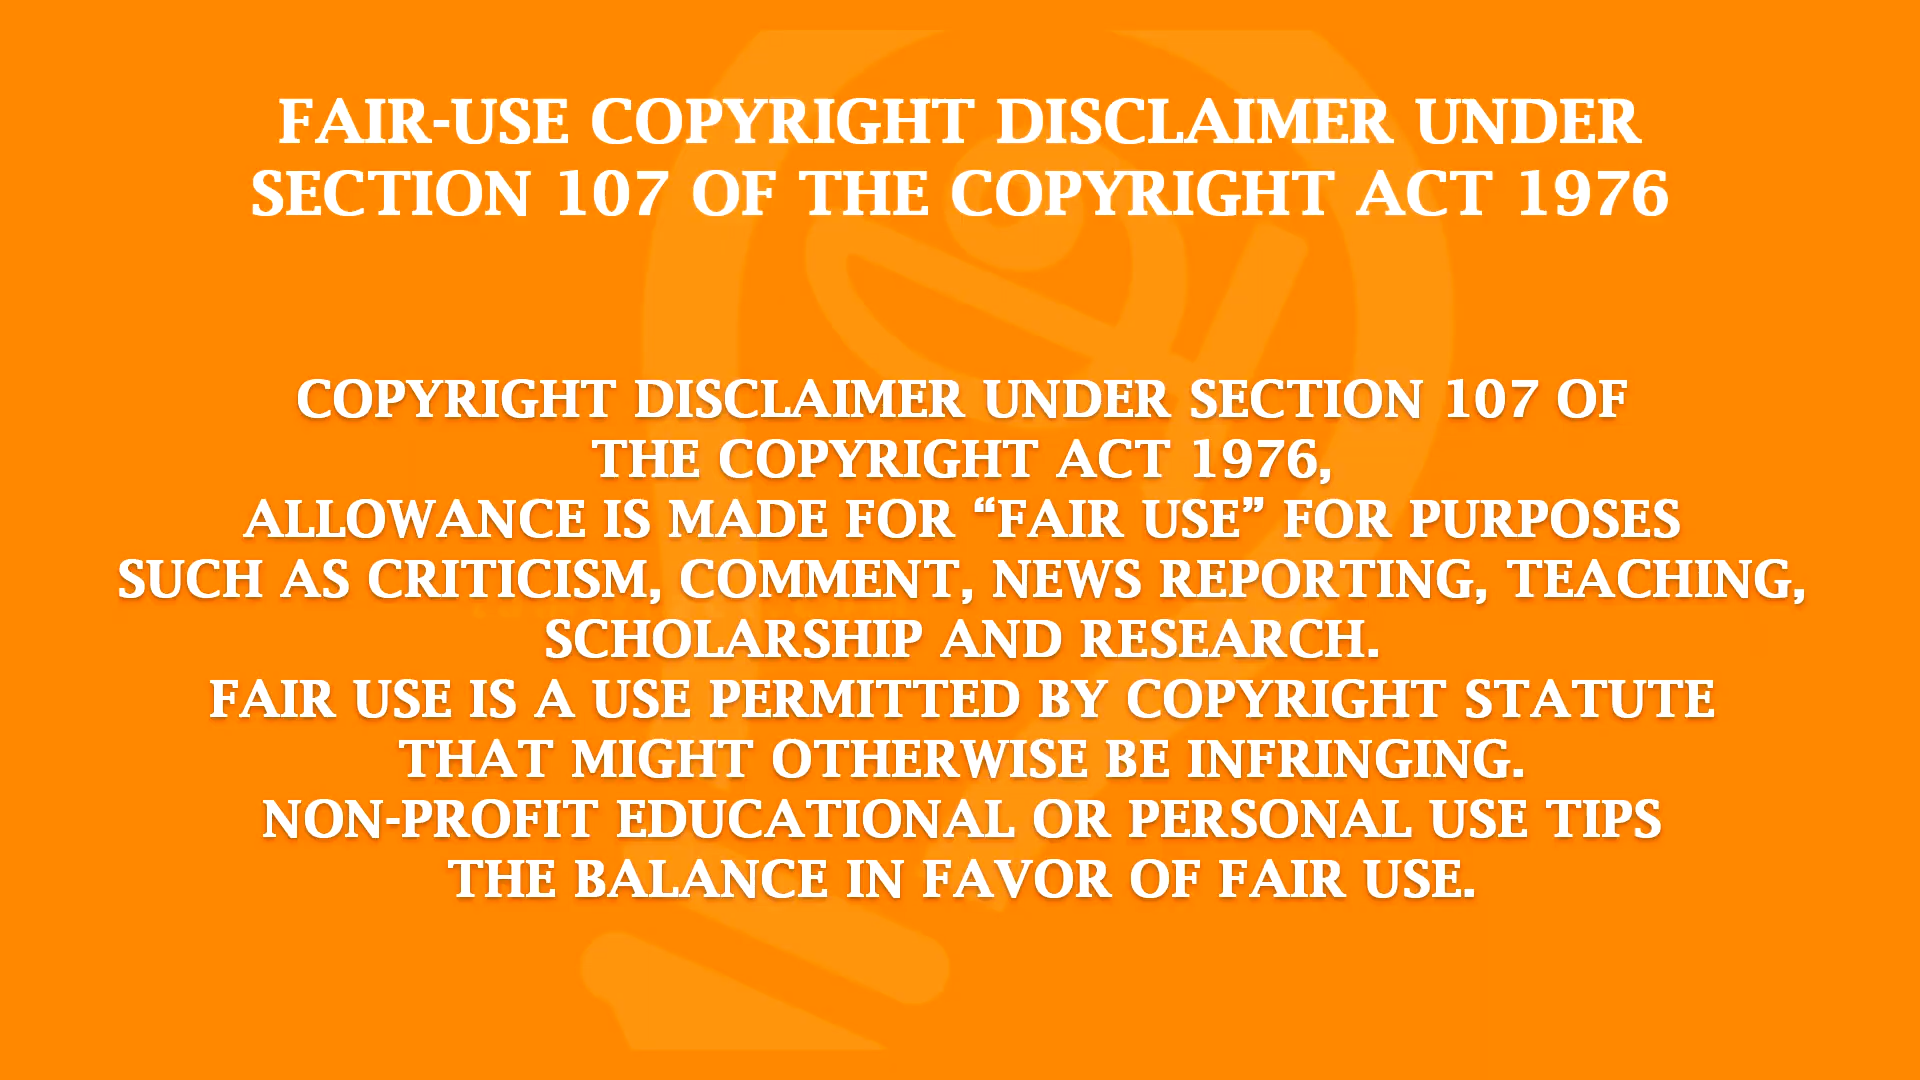 FAIR-USE COPYRIGHT DISCLAIMER UNDER
SECTION 107 OF THE COPYRIGHT ACT 1976
COPYRIGHT DISCLAIMER UNDER SECTION 107 OF
THE COPYRIGHT ACT 1976,
ALLOWANCE IS MADE FOR “FAIR USE” FOR PURPOSES
SUCH AS CRITICISM, COMMENT, NEWS REPORTING, TEACHING,
SCHOLARSHIP AND RESEARCH.
FAIR USE IS A USE PERMITTED BY COPYRIGHT STATUTE
THAT MIGHT OTHERWISE BE INFRINGING.
NON-PROFIT EDUCATIONAL OR PERSONAL USE TIPS
THE BALANCE IN FAVOR OF FAIR USE.